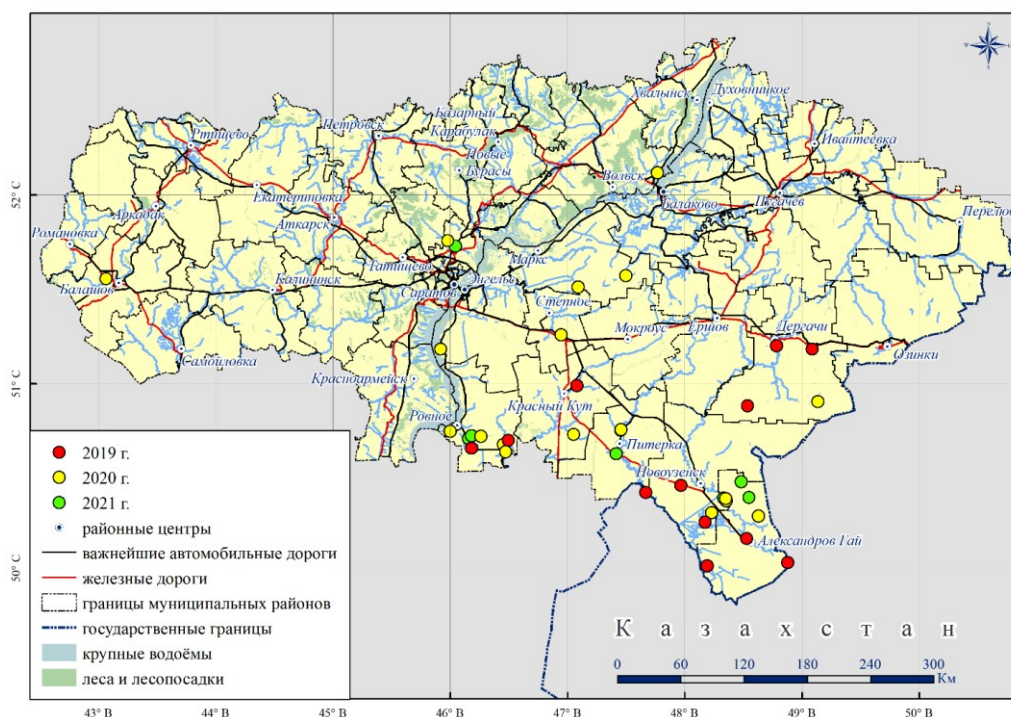 Хвалынск
Духовницкое
Базарный
Карабулак
Петровск
Ртищево
Ивантеевка
Новые
Бурасы
Вольск
52° С
Екатериновка
Балаково
Пугачев
Аркадак
Аткарск
Перелюб
Романовка
Татищево
Маркс
Балашов
Калининск
Саратов
Энгельс
Степное
Мокроус
Ершов
Дергачи
Озинки
Самойловка
51° С
Красноармейск
Красный Кут
Ровное
Питерка
Новоузенск
Александров Гай
50° С
2019 г.
2020 г.
2021 г.
районные центры
важнейшие автомобильные дороги
железные дороги
границы муниципальных районов
государственные границы
крупные водоёмы
леса и лесопосадки
Казахстан
0 60 120 180 240 300
Км
43° В 44° В 45° В 46° В 47° В 48° В 49° В 50° В